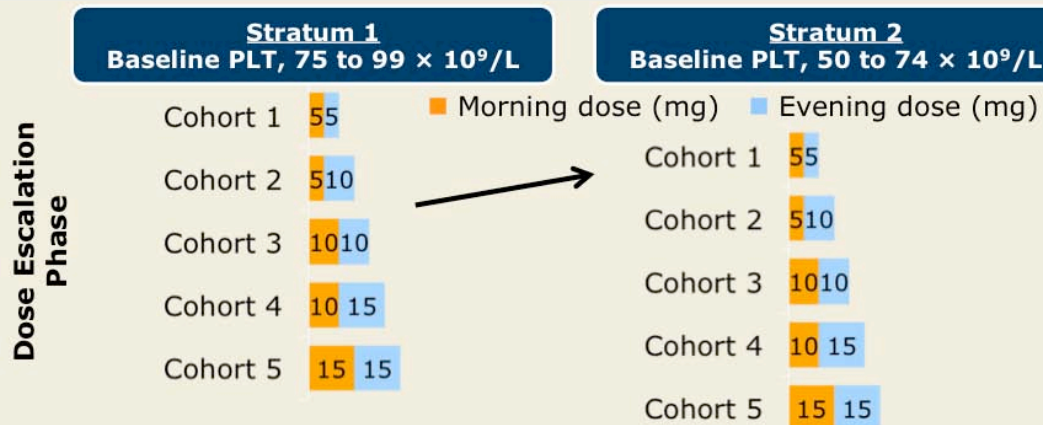 Stratum 1
Baseline PLT, 75 to 99 × 10⁹/L
Stratum 2
Baseline PLT, 50 to 74 × 10⁹/L
Morning dose (mg) Evening dose (mg)
Dose Escalation
Phase
Cohort 1 5 5
Cohort 2 5 10
Cohort 3 10 10
Cohort 4 10 15
Cohort 5 15 15
Cohort 1 5 5
Cohort 2 5 10
Cohort 3 10 10
Cohort 4 10 15
Cohort 5 15 15